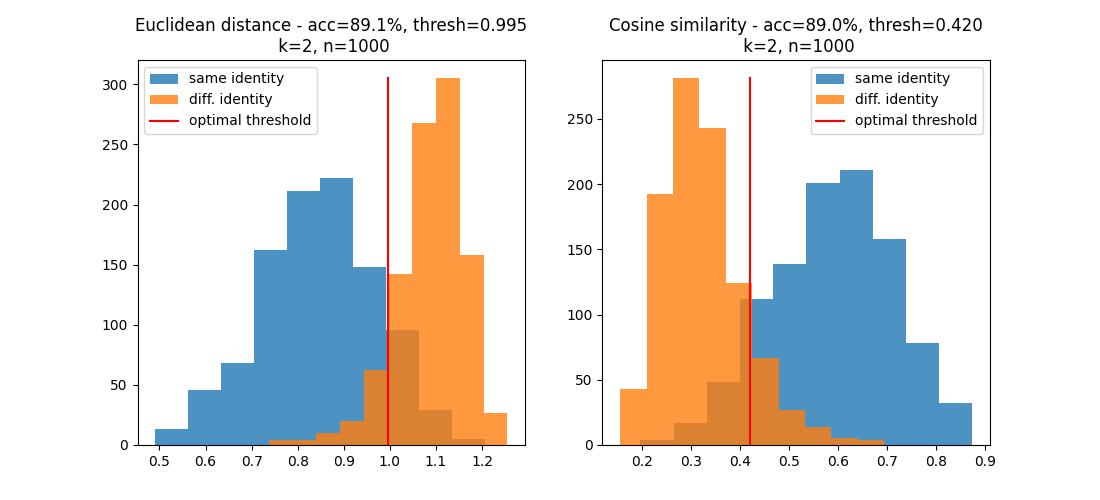 Euclidean distance - acc=89.1%, thresh=0.995
k=2, n=1000
same identity
diff. identity
optimal threshold
300
250
200
150
100
50
0
0.5 0.6 0.7 0.8 0.9 1.0 1.1 1.2
Cosine similarity - acc=89.0%, thresh=0.420
k=2, n=1000
same identity
diff. identity
optimal threshold
250
200
150
100
50
0
0.2 0.3 0.4 0.5 0.6 0.7 0.8 0.9